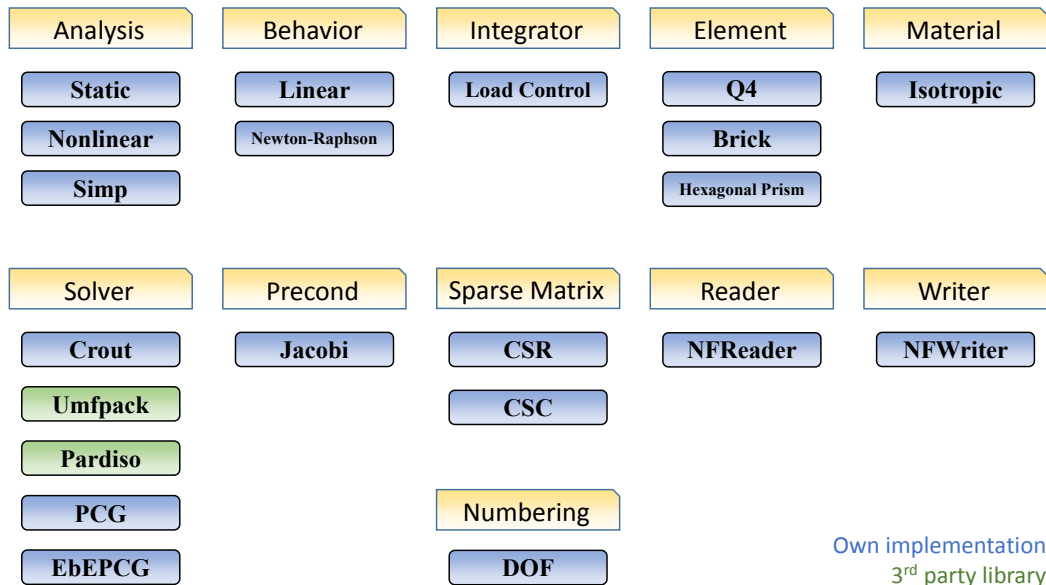 Analysis
Behavior
Integrator
Element
Material
Static
Linear
Load Control
Q4
Isotropic
Nonlinear
Newton-Raphson
Brick
Simp
Hexagonal Prism
Solver
Precond
Sparse Matrix
Reader
Writer
Crout
Jacobi
CSR
NFReader
NFWriter
Umfpack
CSC
Pardiso
PCG
Numbering
EbEPCG
DOF
Own implementation
3rd party library